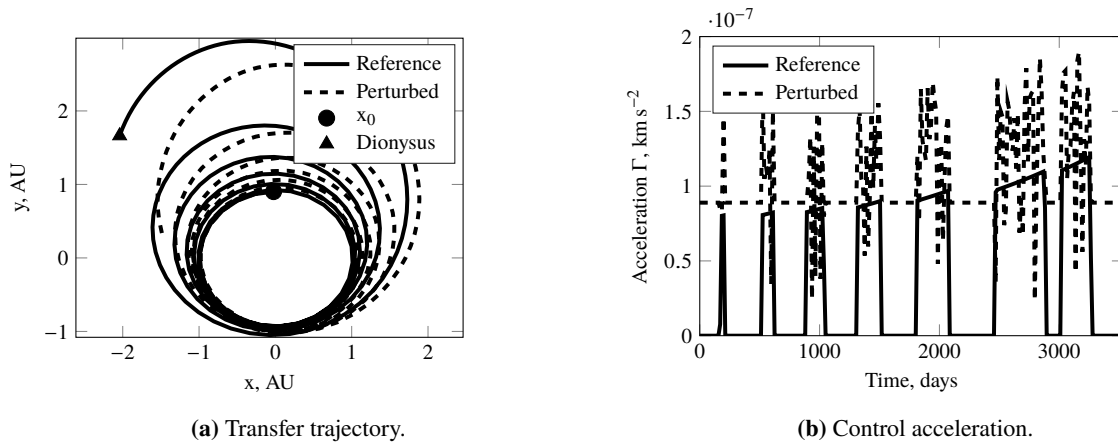 Reference
Perturbed
x0
Dionysus
2
1
0
−1
y, AU
−2
−1
0
1
2
x, AU
(a) Transfer trajectory.
·10−7
2
1.5
1
0.5
0
Acceleration Γ, km s−2
Reference
Perturbed
0
1000
2000
3000
Time, days
(b) Control acceleration.